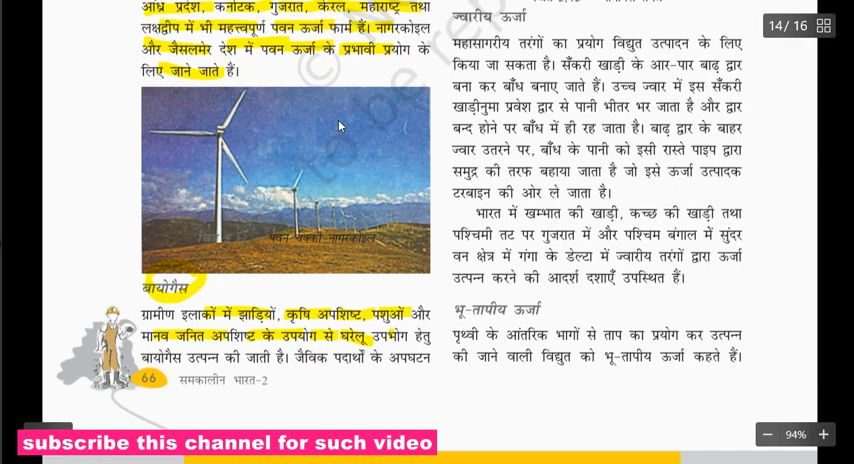 आंध्र प्रदेश, कर्नाटक, गुजरात, केरल, महाराष्ट्र तथा
लक्षद्वीप में भी महत्त्वपूर्ण पवन ऊर्जा फार्म हैं। नागरकोइल
और जैसलमेर देश में पवन ऊर्जा के प्रभावी प्रयोग के
लिए जाने जाते हैं।
पवन चक्की नागरकोइल
बायोगैस
ग्रामीण इलाकों में झाड़ियों, कृषि अपशिष्ट, पशुओं और
मानव जनित अपशिष्ट के उपयोग से घरेलू उपभोग हेतु
बायोगैस उत्पन्न की जाती है। जैविक पदार्थों के अपघटन
66 समकालीन भारत-2
ज्वारीय ऊर्जा
महासागरीय तरंगों का प्रयोग विद्युत उत्पादन के लिए
किया जा सकता है। सँकरी खाड़ी के आर-पार बाढ़ द्वार
बना कर बाँध बनाए जाते हैं। उच्च ज्वार में इस सँकरी
खाड़ीनुमा प्रवेश द्वार से पानी भीतर भर जाता है और द्वार
बन्द होने पर बाँध में ही रह जाता है। बाढ़ द्वार के बाहर
ज्वार उतरने पर, बाँध के पानी को इसी रास्ते पाइप द्वारा
समुद्र की तरफ बहाया जाता है जो इसे ऊर्जा उत्पादक
टरबाइन की ओर ले जाता है।
भारत में खम्भात की खाड़ी, कच्छ की खाड़ी तथा
पश्चिमी तट पर गुजरात में और पश्चिम बंगाल में सुंदर
वन क्षेत्र में गंगा के डेल्टा में ज्वारीय तरंगों द्वारा ऊर्जा
उत्पन्न करने की आदर्श दशाएँ उपस्थित हैं।
भू-तापीय ऊर्जा
पृथ्वी के आंतरिक भागों से ताप का प्रयोग कर उत्पन्न
की जाने वाली विद्युत को भू-तापीय ऊर्जा कहते हैं।
14 / 16
94%
subscribe this channel for such video